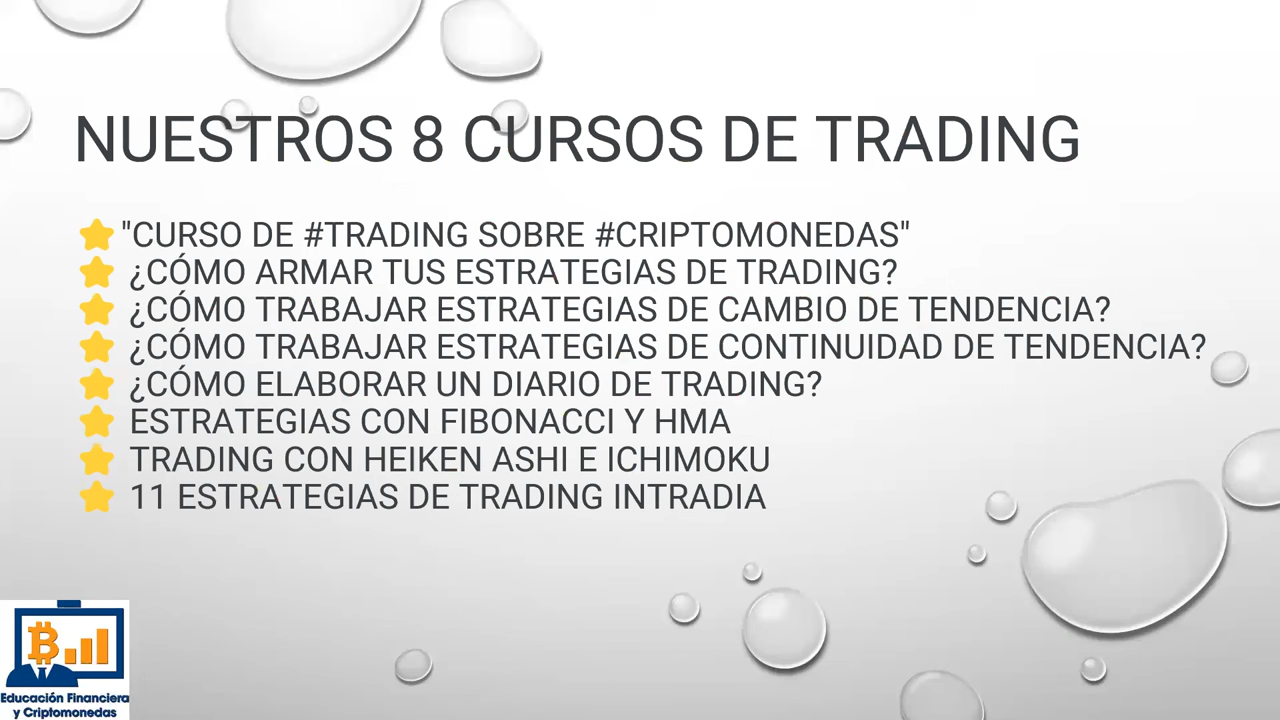 NUESTROS 8 CURSOS DE TRADING
"CURSO DE #TRADING SOBRE #CRIPTOMONEDAS"
¿CÓMO ARMAR TUS ESTRATEGIAS DE TRADING?
¿CÓMO TRABAJAR ESTRATEGIAS DE CAMBIO DE TENDENCIA?
¿CÓMO TRABAJAR ESTRATEGIAS DE CONTINUIDAD DE TENDENCIA?
¿CÓMO ELABORAR UN DIARIO DE TRADING?
ESTRATEGIAS CON FIBONACCI Y HMA
TRADING CON HEIKEN ASHI E ICHIMOKU
11 ESTRATEGIAS DE TRADING INTRADIA
Educación Financiera
y Criptomonedas